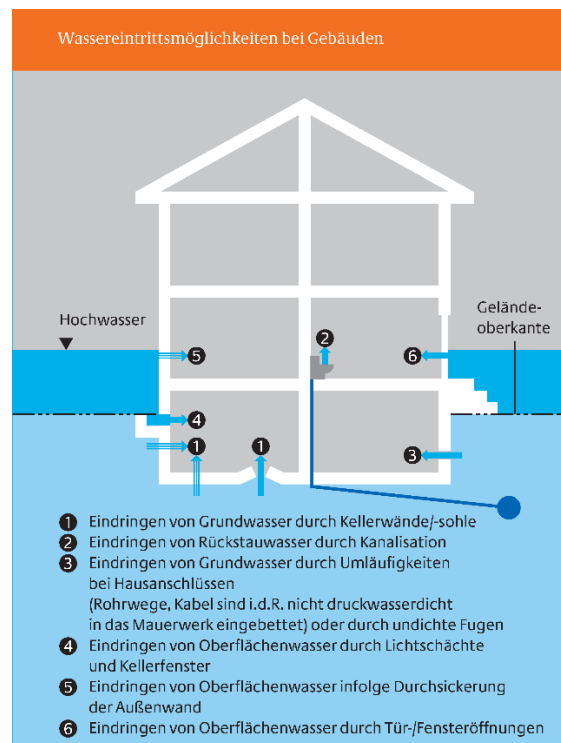 Wassereintrittsmöglichkeiten bei Gebäuden
Hochwasser
Gelände-
oberkante
2
5
6
4
1
1
3
1 Eindringen von Grundwasser durch Kellerwände/-sohle
2 Eindringen von Rückstauwasser durch Kanalisation
3 Eindringen von Grundwasser durch Umläufigkeiten
bei Hausanschlüssen
(Rohrwege, Kabel sind i.d.R. nicht druckwasserdicht
in das Mauerwerk eingebettet) oder durch undichte Fugen
4 Eindringen von Oberflächenwasser durch Lichtschächte
und Kellerfenster
5 Eindringen von Oberflächenwasser infolge Durchsickerung
der Außenwand
6 Eindringen von Oberflächenwasser durch Tür-/Fensteröffnungen